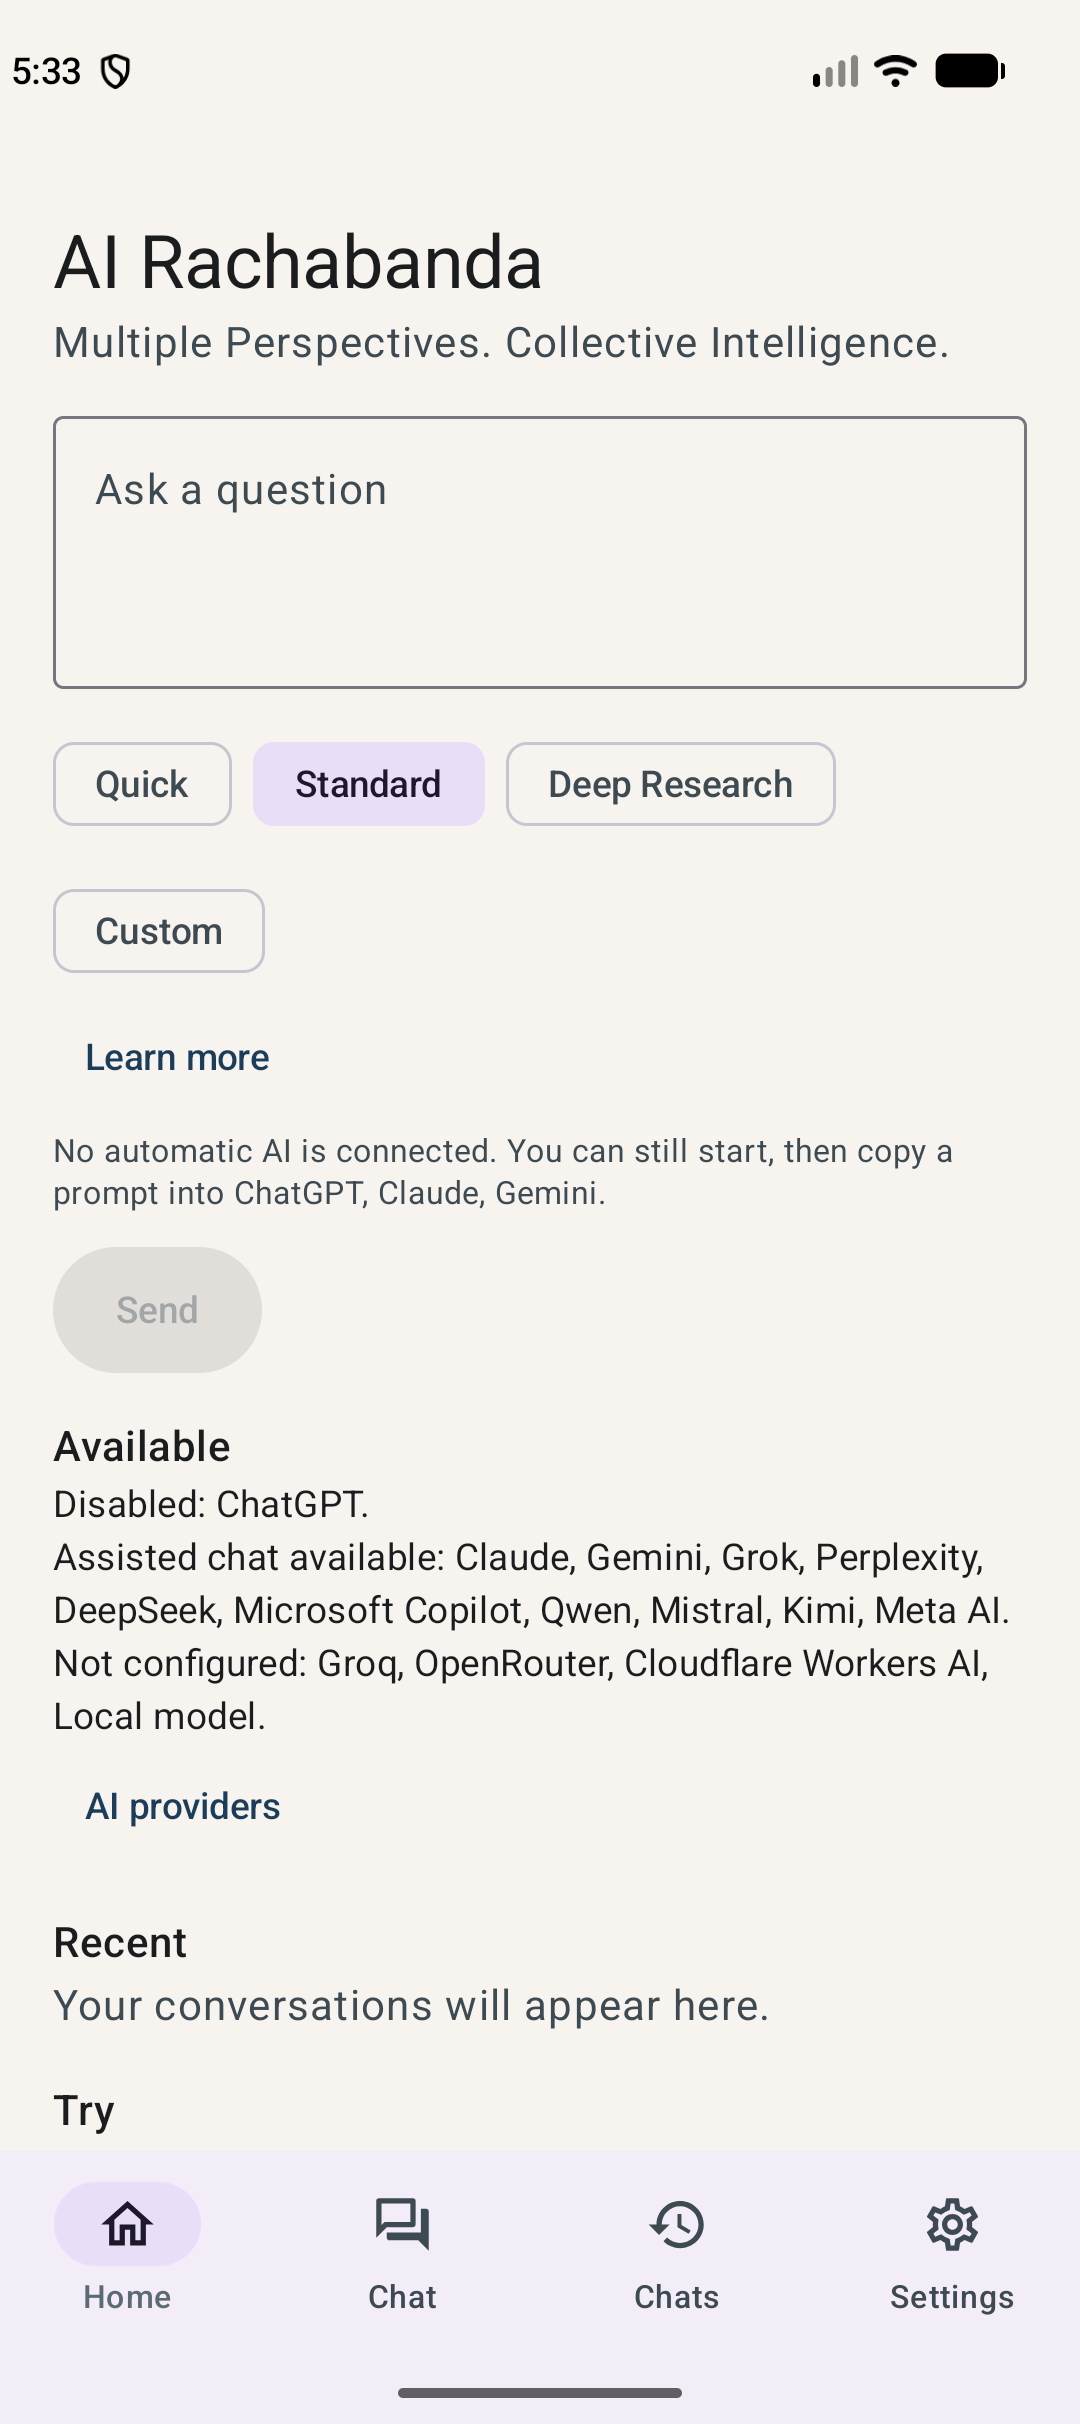 5:33
AI Rachabanda
Multiple Perspectives. Collective Intelligence.
Ask a question
Quick
Standard
Deep Research
Custom
Learn more
No automatic AI is connected. You can still start, then copy a
prompt into ChatGPT, Claude, Gemini.
Send
Available
Disabled: ChatGPT.
Assisted chat available: Claude, Gemini, Grok, Perplexity,
DeepSeek, Microsoft Copilot, Qwen, Mistral, Kimi, Meta AI.
Not configured: Groq, OpenRouter, Cloudflare Workers AI,
Local model.
AI providers
Recent
Your conversations will appear here.
Try
Home
Chat
Chats
Settings